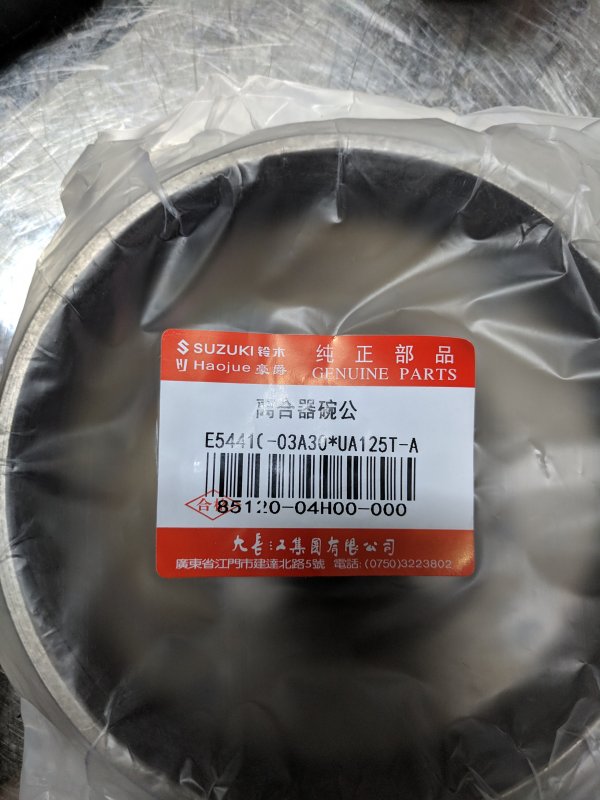 SUZUKI 铃木 纯正部品
Haojue 豪爵 GENUINE PARTS
离合器碗公
E5441C-03A30*UA125T-A
合格
85120-04H00-000
大长江集团有限公司
廣東省江門市建達北路5號 電話:(0750)3223802